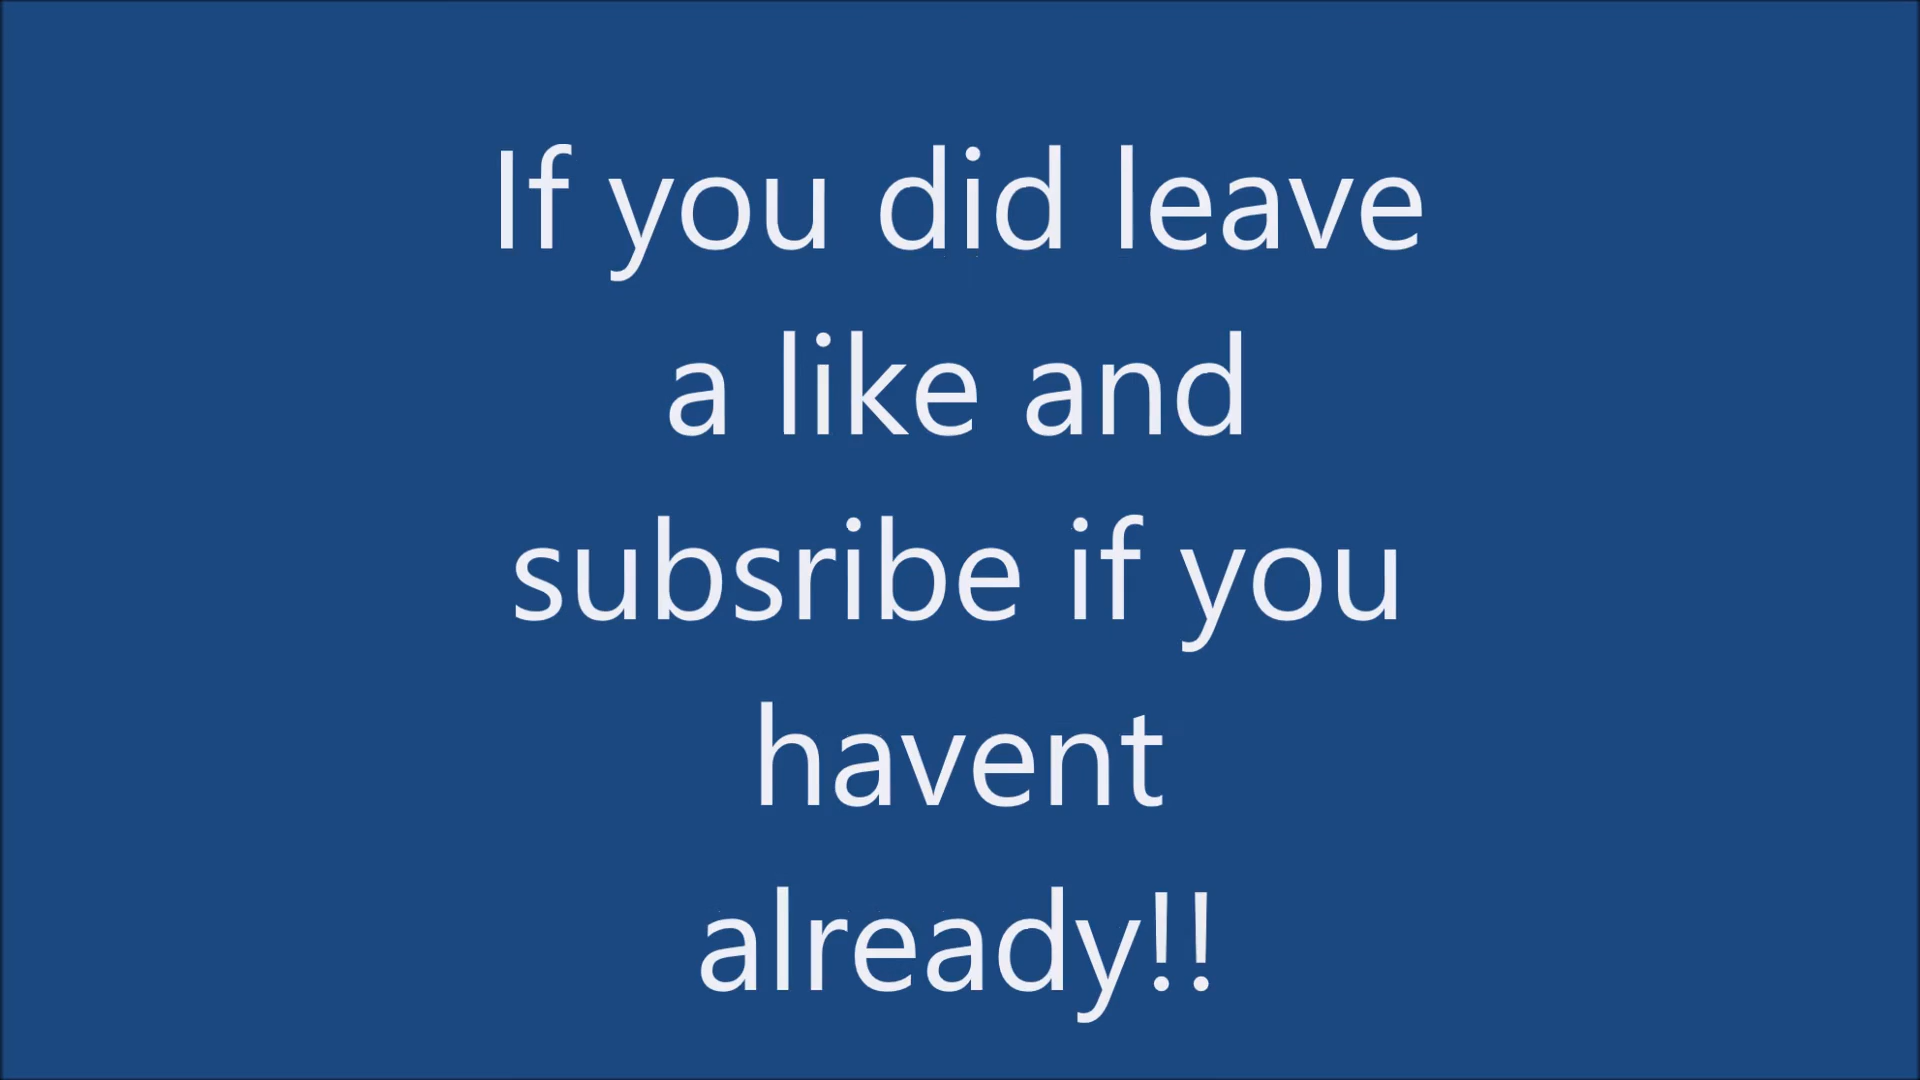 If you did leave
a like and
subsribe if you
havent
already!!